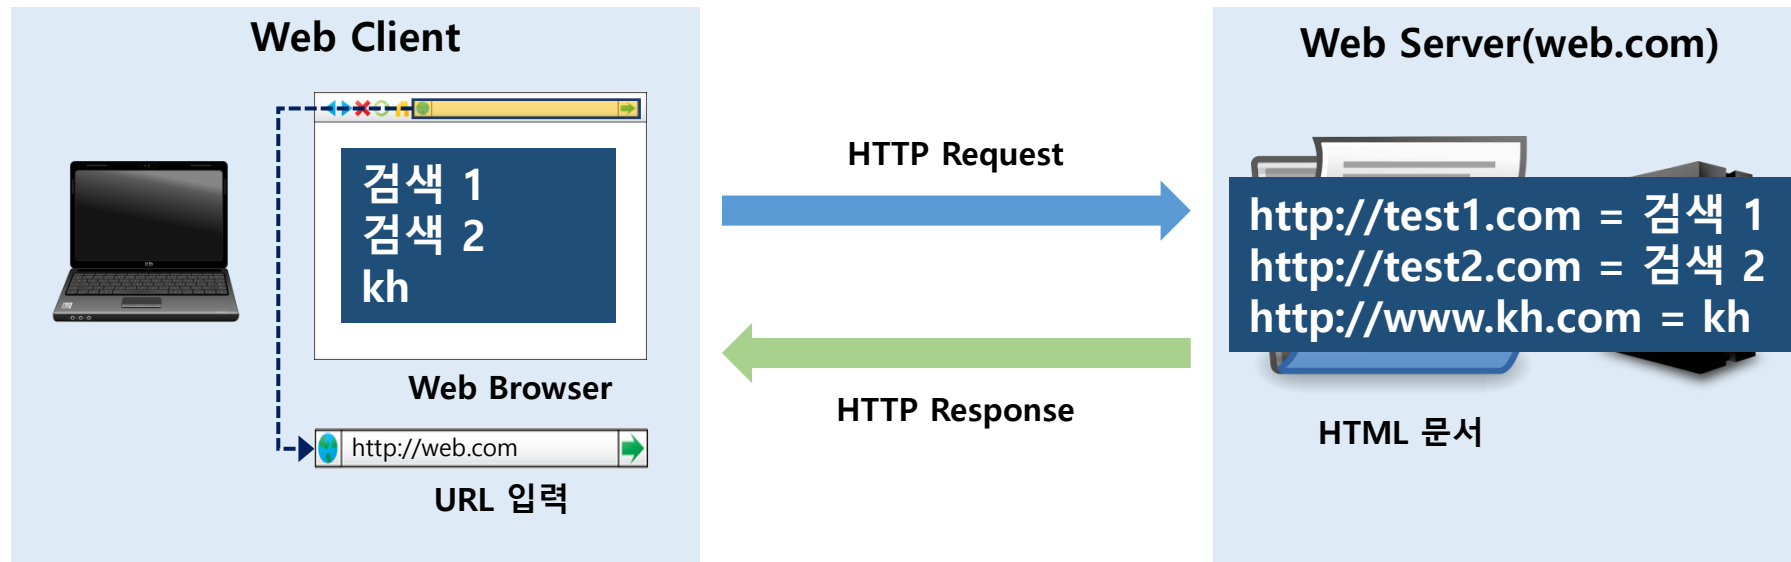 Web Client
검색 1
검색 2
kh
Web Browser
http://web.com
URL 입력
HTTP Request
HTTP Response
Web Server(web.com)
http://test1.com = 검색 1
http://test2.com = 검색 2
http://www.kh.com = kh
HTML 문서